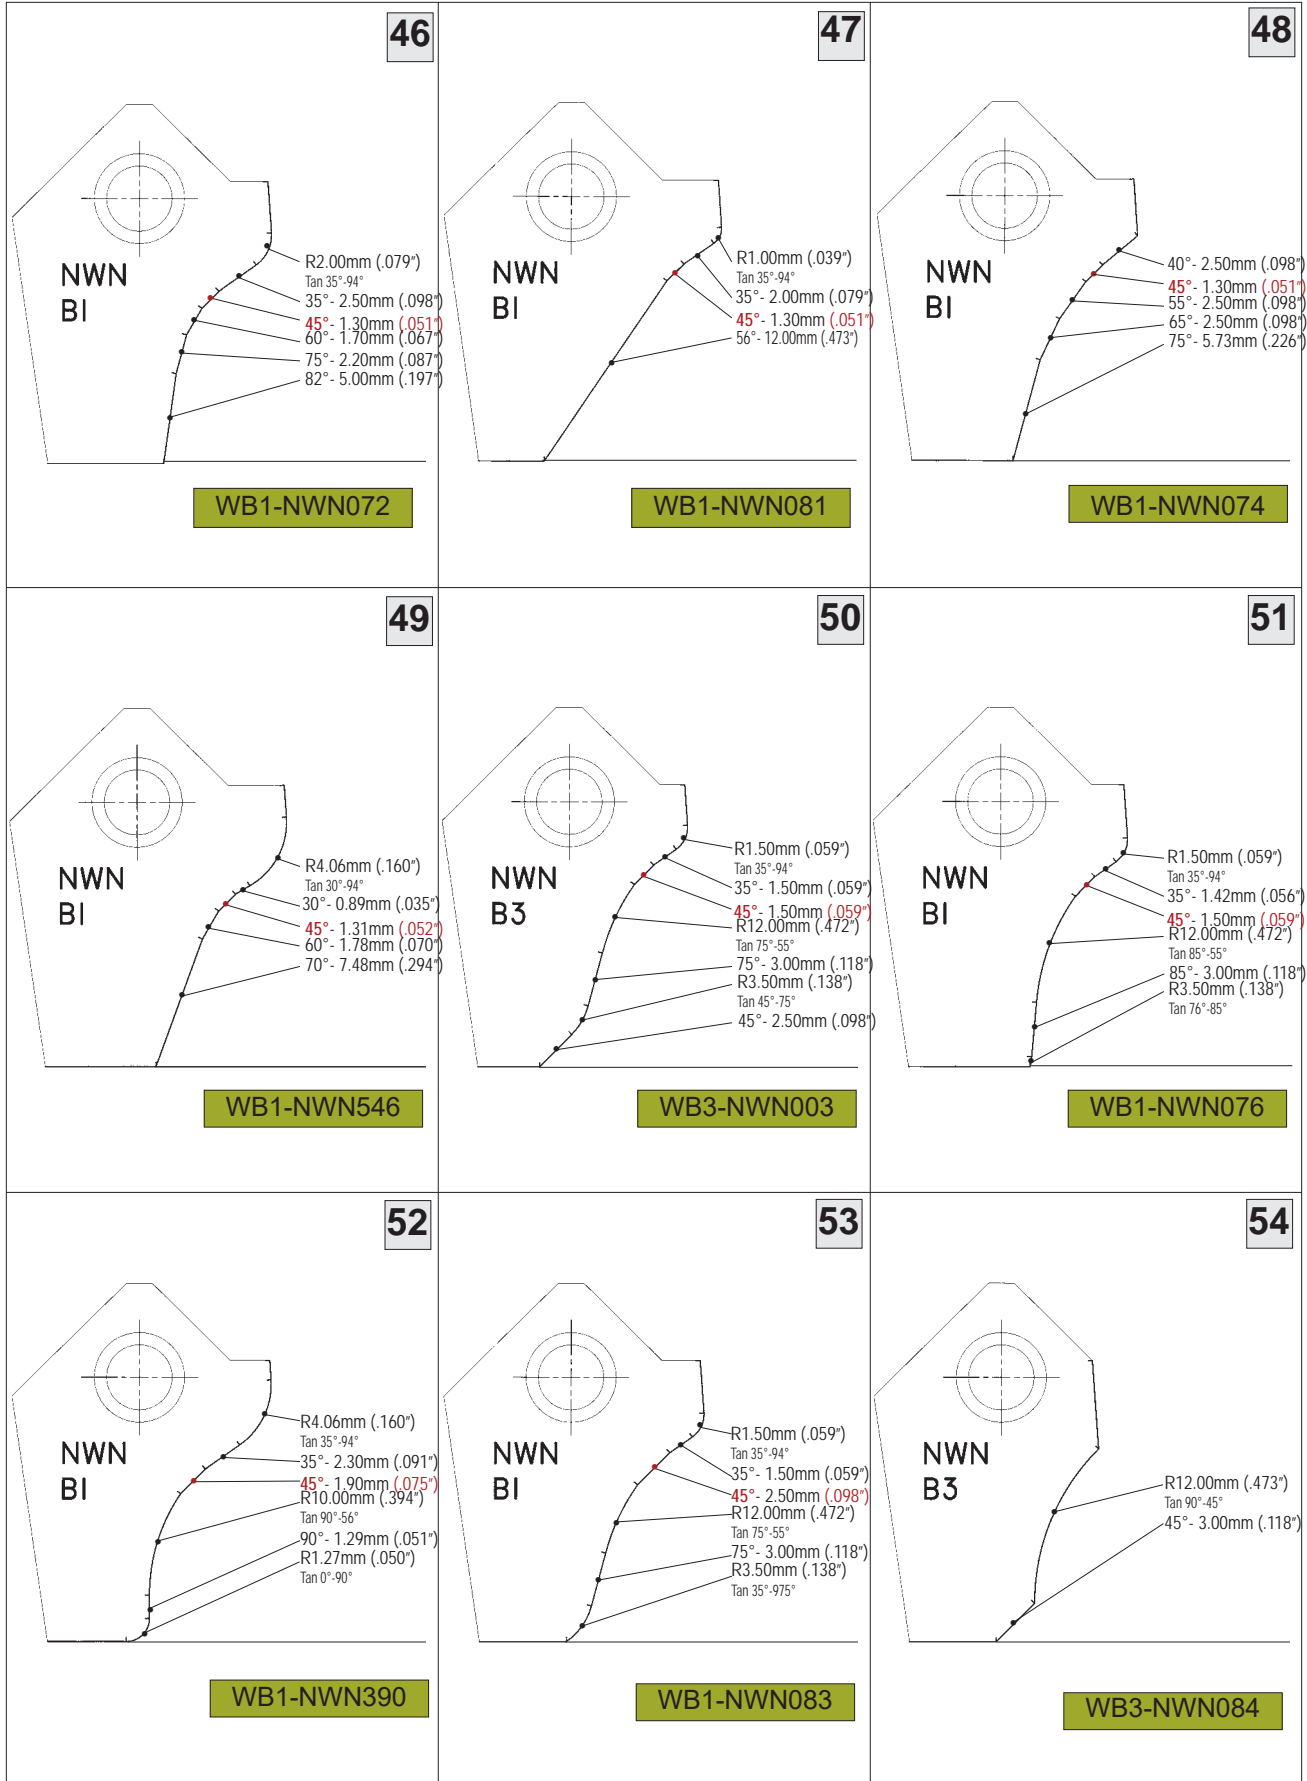 46
NWN
B1
R2.00mm (.079")
Tan 35°-94°
35°- 2.50mm (.098")
45°- 1.30mm (.051")
60°- 1.70mm (.067")
75°- 2.20mm (.087")
82°- 5.00mm (.197")
WB1-NWN072
47
NWN
B1
R1.00mm (.039")
Tan 35°-94°
35°- 2.00mm (.079")
45°- 1.30mm (.051")
56°- 12.00mm (.473")
WB1-NWN081
48
NWN
B1
40°- 2.50mm (.098")
45°- 1.30mm (.051")
55°- 2.50mm (.098")
65°- 2.50mm (.098")
75°- 5.73mm (.226")
WB1-NWN074
49
NWN
B1
R4.06mm (.160")
Tan 30°-94°
30°- 0.89mm (.035")
45°- 1.31mm (.052")
60°- 1.78mm (.070")
70°- 7.48mm (.294")
WB1-NWN546
50
NWN
B3
R1.50mm (.059")
Tan 35°-94°
35°- 1.50mm (.059")
45°- 1.50mm (.059")
R12.00mm (.472")
Tan 75°-55°
75°- 3.00mm (.118")
R3.50mm (.138")
Tan 45°-75°
45°- 2.50mm (.098")
WB3-NWN003
51
NWN
B1
R1.50mm (.059")
Tan 35°-94°
35°- 1.42mm (.056")
45°- 1.50mm (.059")
R12.00mm (.472")
Tan 85°-55°
85°- 3.00mm (.118")
R3.50mm (.138")
Tan 76°-85°
WB1-NWN076
52
NWN
B1
R4.06mm (.160")
Tan 35°-94°
35°- 2.30mm (.091")
45°- 1.90mm (.075")
R10.00mm (.394")
Tan 90°-56°
90°- 1.29mm (.051")
R1.27mm (.050")
Tan 0°-90°
WB1-NWN390
53
NWN
B1
R1.50mm (.059")
Tan 35°-94°
35°- 1.50mm (.059")
45°- 2.50mm (.098")
R12.00mm (.472")
Tan 75°-55°
75°- 3.00mm (.118")
R3.50mm (.138")
Tan 35°-975°
WB1-NWN083
54
NWN
B3
R12.00mm (.473")
Tan 90°-45°
45°- 3.00mm (.118")
WB3-NWN084